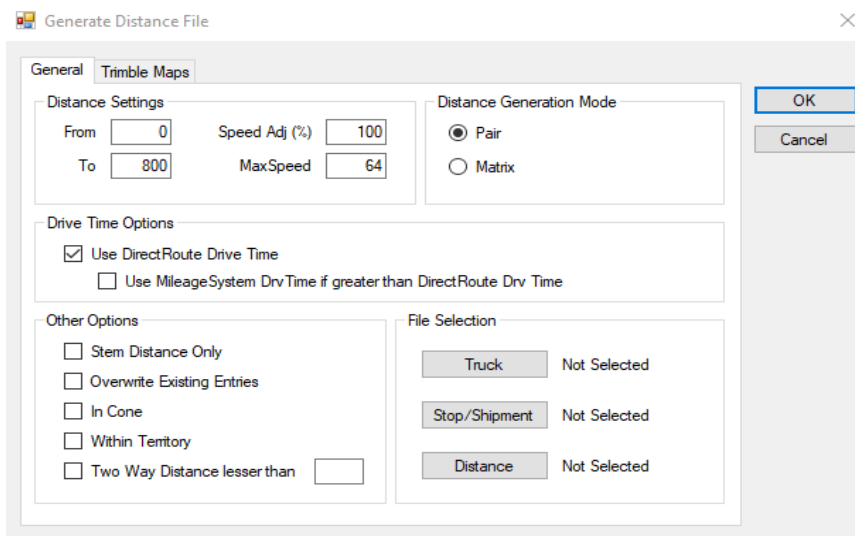 Generate Distance File
General
Trimble Maps
Distance Settings
From 0 Speed Adj (%) 100
To 800 MaxSpeed 64
Distance Generation Mode
Pair
Matrix
OK
Cancel
Drive Time Options
Use DirectRoute Drive Time
Use MileageSystem DrvTime if greater than DirectRoute Drv Time
Other Options
Stem Distance Only
Overwrite Existing Entries
In Cone
Within Territory
Two Way Distance lesser than
File Selection
Truck Not Selected
Stop/Shipment Not Selected
Distance Not Selected